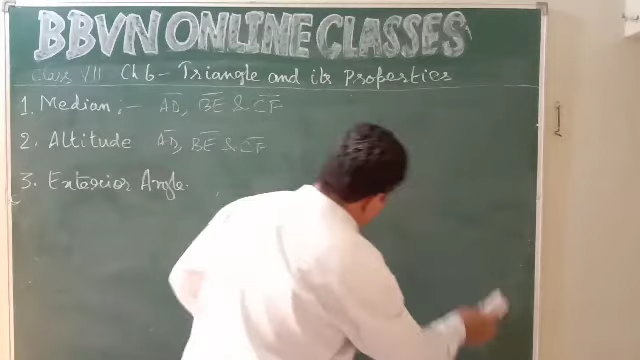 BBVN ONLINE CLASSES
Class VII Ch 6 - Triangle and its Properties
1. Median :- AD, BE & CF
2. Altitude AD, BE & CF
3. Exterior Angle.